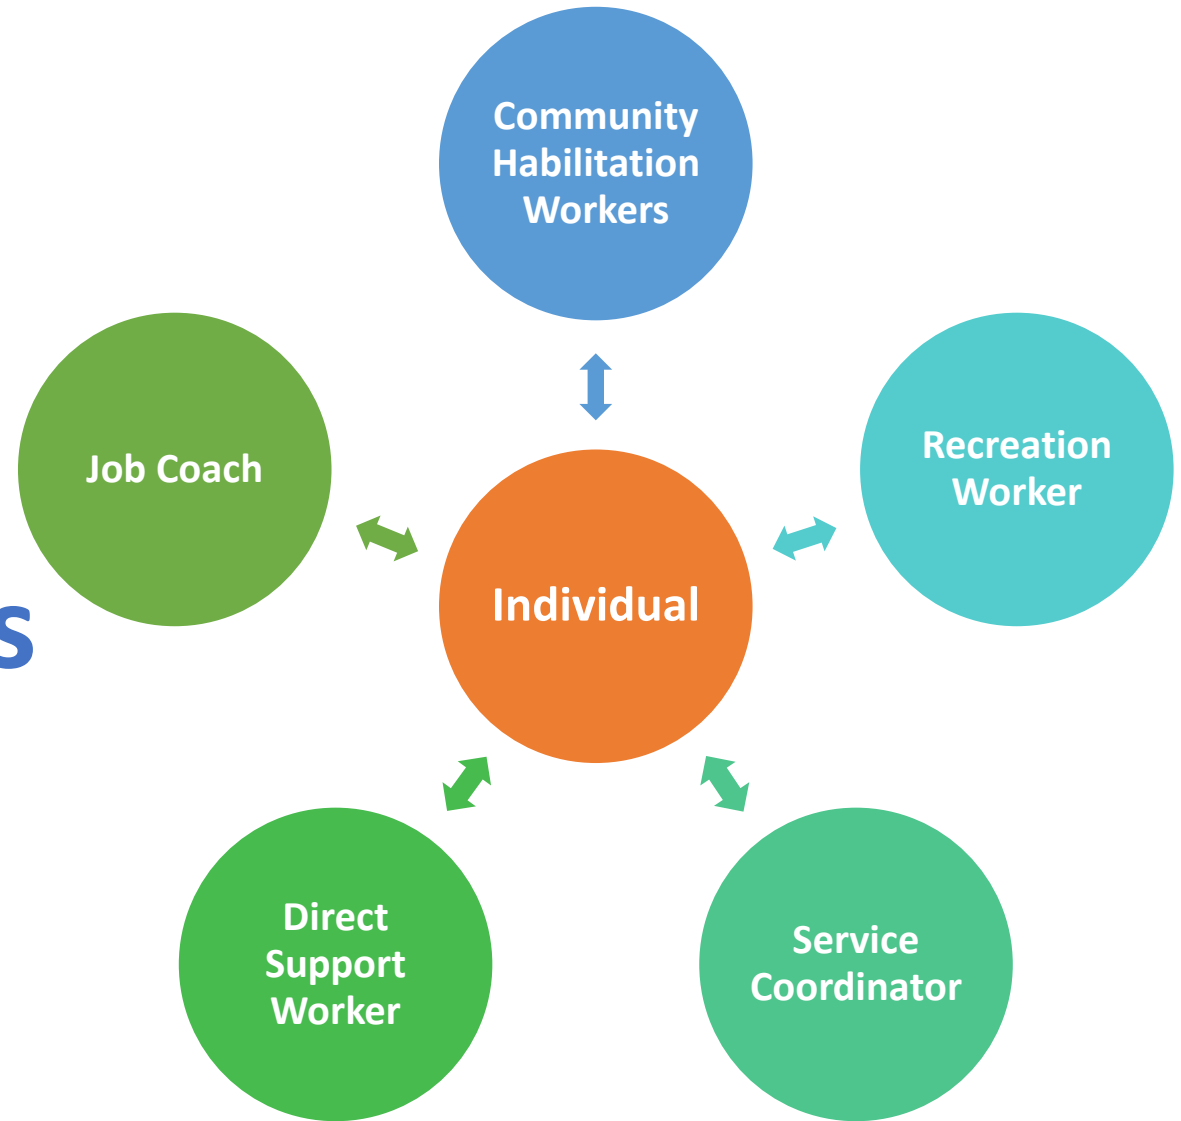 Community
Habilitation
Workers
Job Coach
Recreation
Worker
Individual
s
Direct
Support
Worker
Service
Coordinator